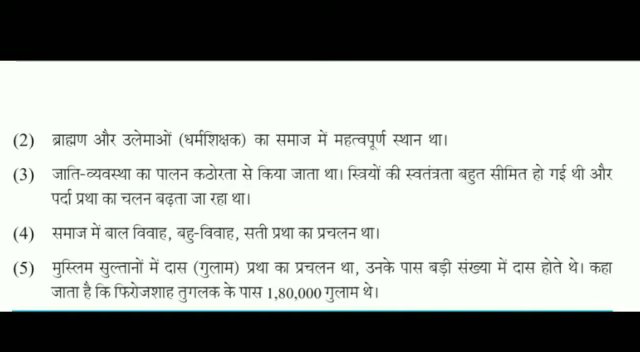 (2) ब्राह्मण और उलेमाओं (धर्मशिक्षक) का समाज में महत्वपूर्ण स्थान था।
(3) जाति-व्यवस्था का पालन कठोरता से किया जाता था। स्त्रियों की स्वतंत्रता बहुत सीमित हो गई थी और
पर्दा प्रथा का चलन बढ़ता जा रहा था।
(4) समाज में बाल विवाह, बहु-विवाह, सती प्रथा का प्रचलन था।
(5) मुस्लिम सुल्तानों में दास (गुलाम) प्रथा का प्रचलन था, उनके पास बड़ी संख्या में दास होते थे। कहा
जाता है कि फिरोजशाह तुगलक के पास 1,80,000 गुलाम थे।